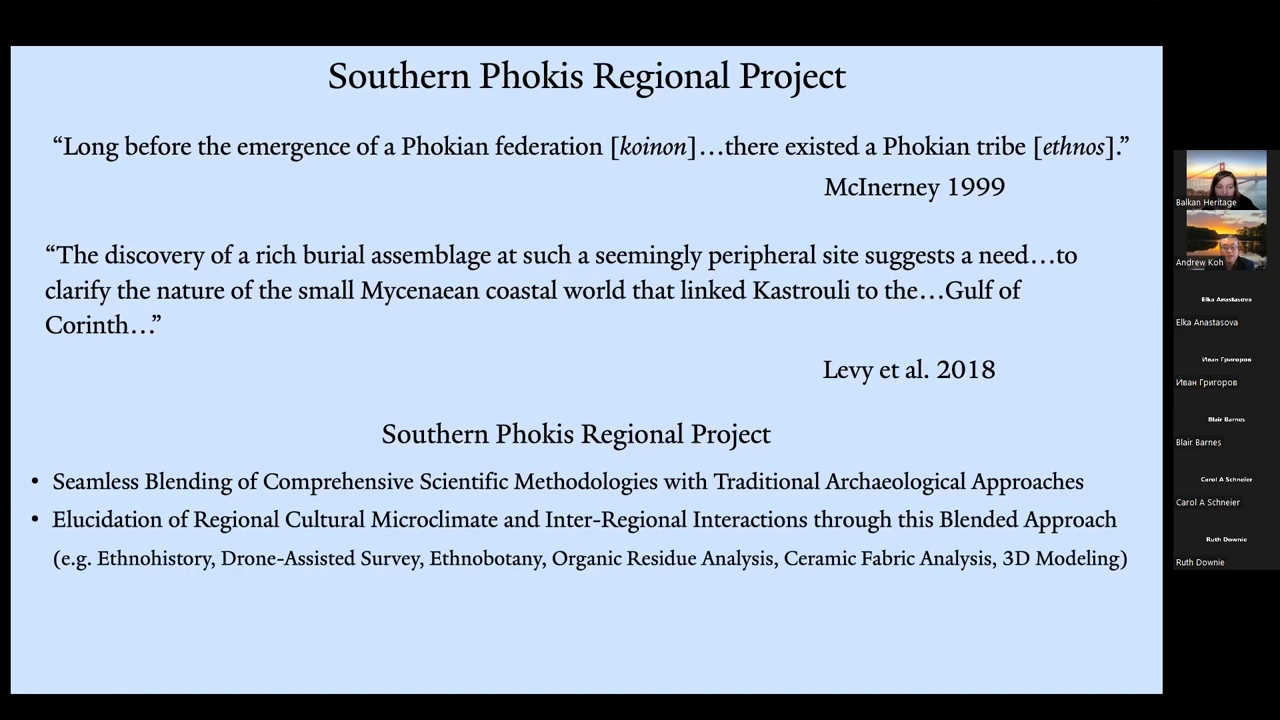 Southern Phokis Regional Project
“Long before the emergence of a Phokian federation [koinon]…there existed a Phokian tribe [ethnos].”
McInerney 1999
“The discovery of a rich burial assemblage at such a seemingly peripheral site suggests a need…to
clarify the nature of the small Mycenaean coastal world that linked Kastrouli to the…Gulf of
Corinth…”
Levy et al. 2018
Southern Phokis Regional Project
• Seamless Blending of Comprehensive Scientific Methodologies with Traditional Archaeological Approaches
• Elucidation of Regional Cultural Microclimate and Inter-Regional Interactions through this Blended Approach
(e.g. Ethnohistory, Drone-Assisted Survey, Ethnobotany, Organic Residue Analysis, Ceramic Fabric Analysis, 3D Modeling)
Balkan Heritage
Andrew Koh
Elka Anastasova
Elka Anastasova
Иван Григоров
Иван Григоров
Blair Barnes
Blair Barnes
Carol A Schneier
Carol A Schneier
Ruth Downie
Ruth Downie